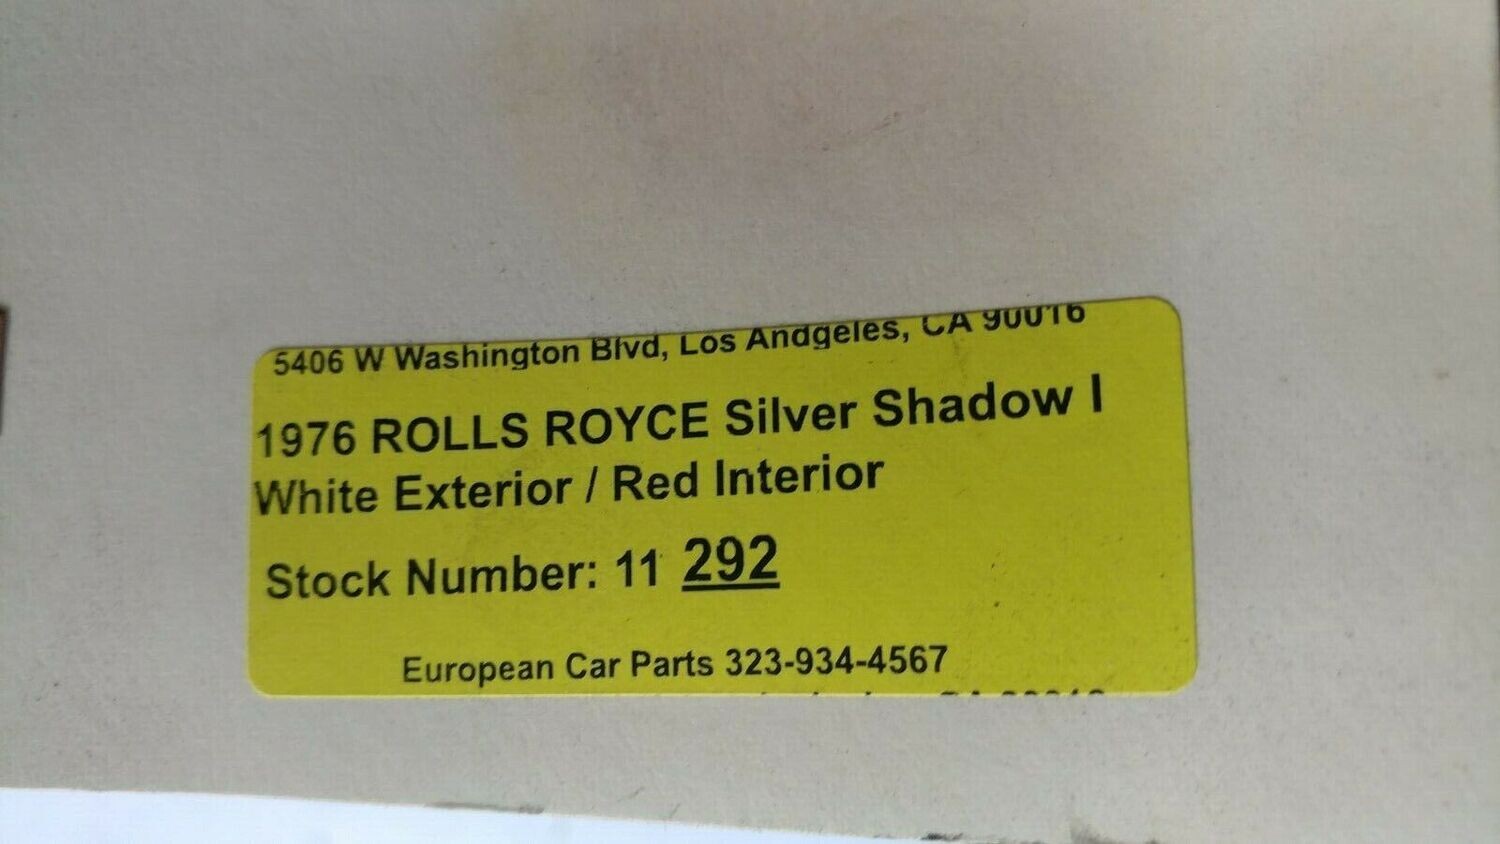 5406 W Washington Blvd, Los Andgeles, CA 90016
1976 ROLLS ROYCE Silver Shadow I
White Exterior / Red Interior
Stock Number: 11 292
European Car Parts 323-934-4567